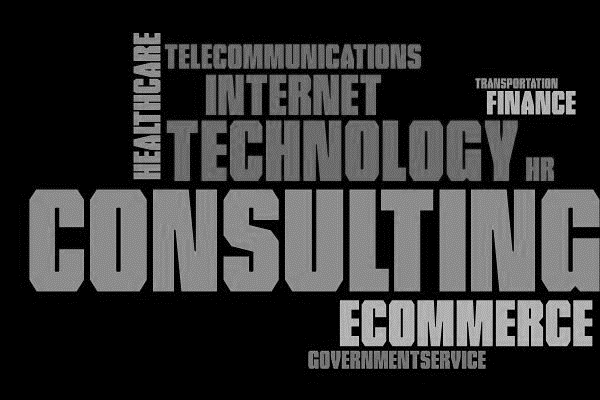 HEALTHCARE
TELECOMMUNICATIONS
INTERNET
TRANSPORTATION
FINANCE
TECHNOLOGY
HR
CONSULTING
ECOMMERCE
GOVERNMENTSERVICE